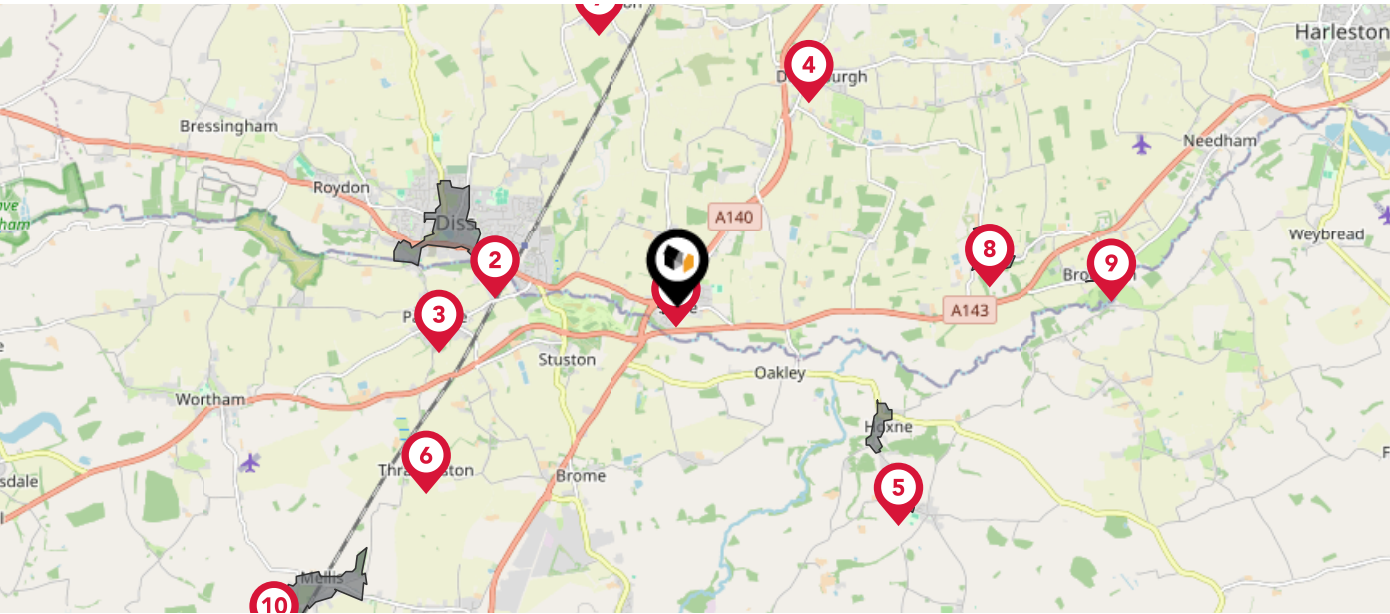 Harleston
4
Bressingham
Needham
Roydon
Diss
A140
Weybread
2
8
9
3
A143
Stuston
Oakley
Wortham
Hoxne
6
Brome
5
sdale
Mellis
10